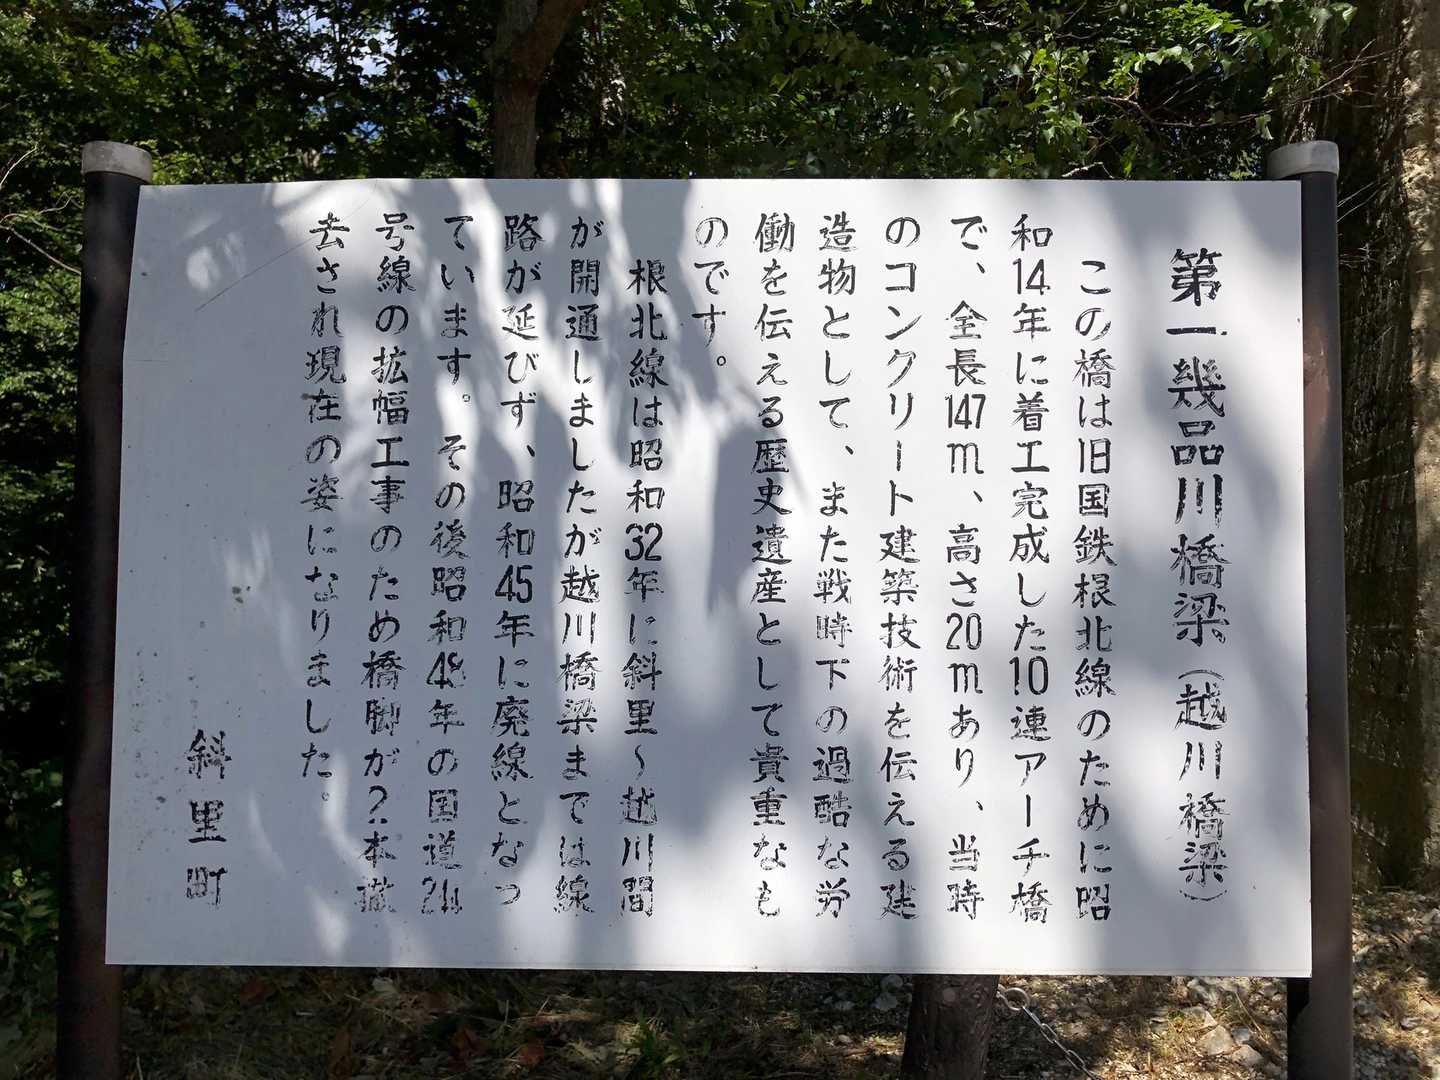 第一幾品川橋梁（越川橋梁）
この橋は旧国鉄根北線のために昭
和14年に着工完成した10連アーチ橋
で、全長147m、高さ20mあり、当時
のコンクリート建築技術を伝える建
造物として、また戦時下の過酷な労
働を伝える歴史遺産として貴重なも
のです。
根北線は昭和32年に斜里～越川間
が開通しましたが越川橋梁までは線
路が延びず、昭和45年に廃線となっ
ています。その後昭和48年の国道244
号線の拡幅工事のため橋脚が2本撤
去され現在の姿になりました。
斜里町